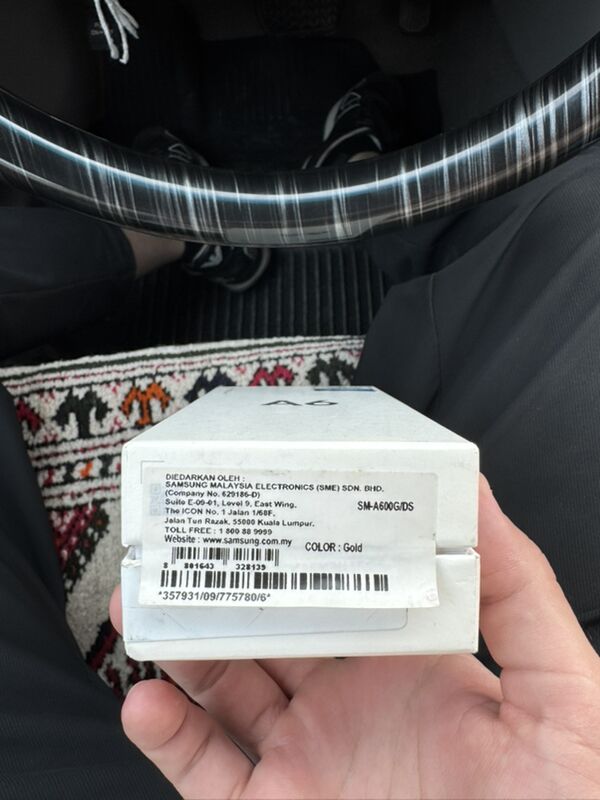 A6
DIEDARKAN OLEH :
SAMSUNG MALAYSIA ELECTRONICS (SME) SDN. BHD.
(Company No. 629186-D)
Suite E-09-01, Level 9, East Wing,
The ICON No. 1 Jalan 1/68F,
Jalan Tun Razak, 55000 Kuala Lumpur.
TOLL FREE : 1 800 88 9999
Website : www.samsung.com.my
SM-A600G/DS
COLOR : Gold
8 801643 328139
*357931/09/775780/6*